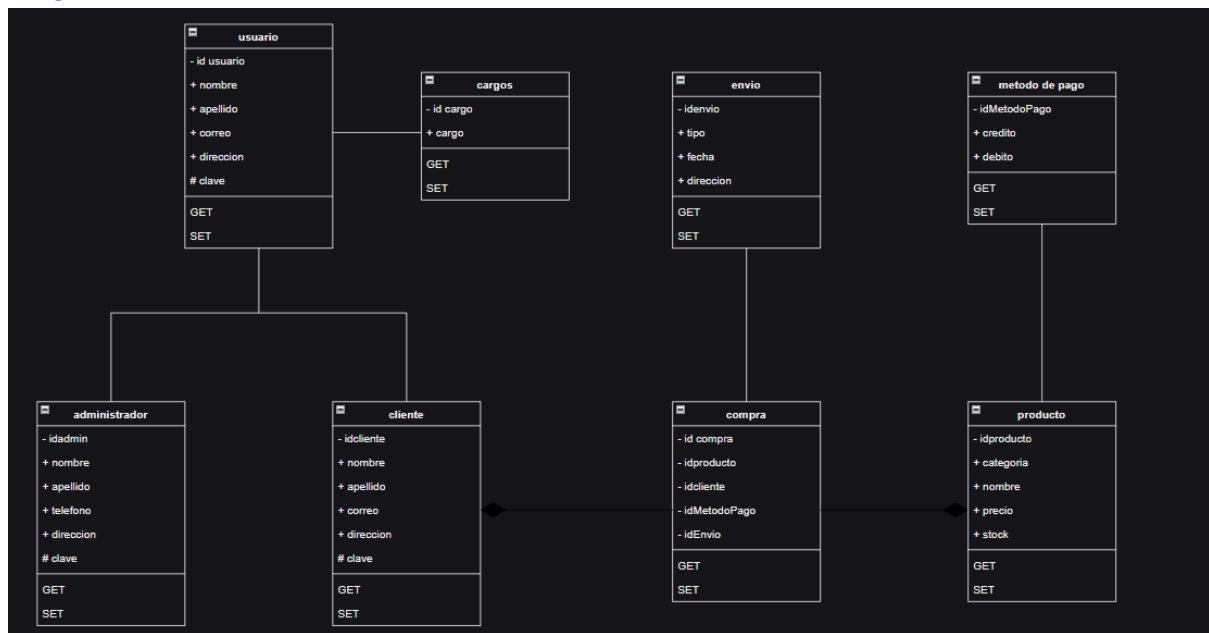 usuario
- id usuario
+ nombre
+ apellido
+ correo
+ direccion
# clave
GET
SET
cargos
- id cargo
+ cargo
GET
SET
envio
- idenvio
+ tipo
+ fecha
+ direccion
GET
SET
metodo de pago
- idMetodoPago
+ credito
+ debito
GET
SET
administrador
- idadmin
+ nombre
+ apellido
+ telefono
+ direccion
# clave
GET
SET
cliente
- idcliente
+ nombre
+ apellido
+ correo
+ direccion
# clave
GET
SET
compra
- id compra
- idproducto
- idcliente
- idMetodoPago
- idEnvio
GET
SET
producto
- idproducto
+ categoria
+ nombre
+ precio
+ stock
GET
SET